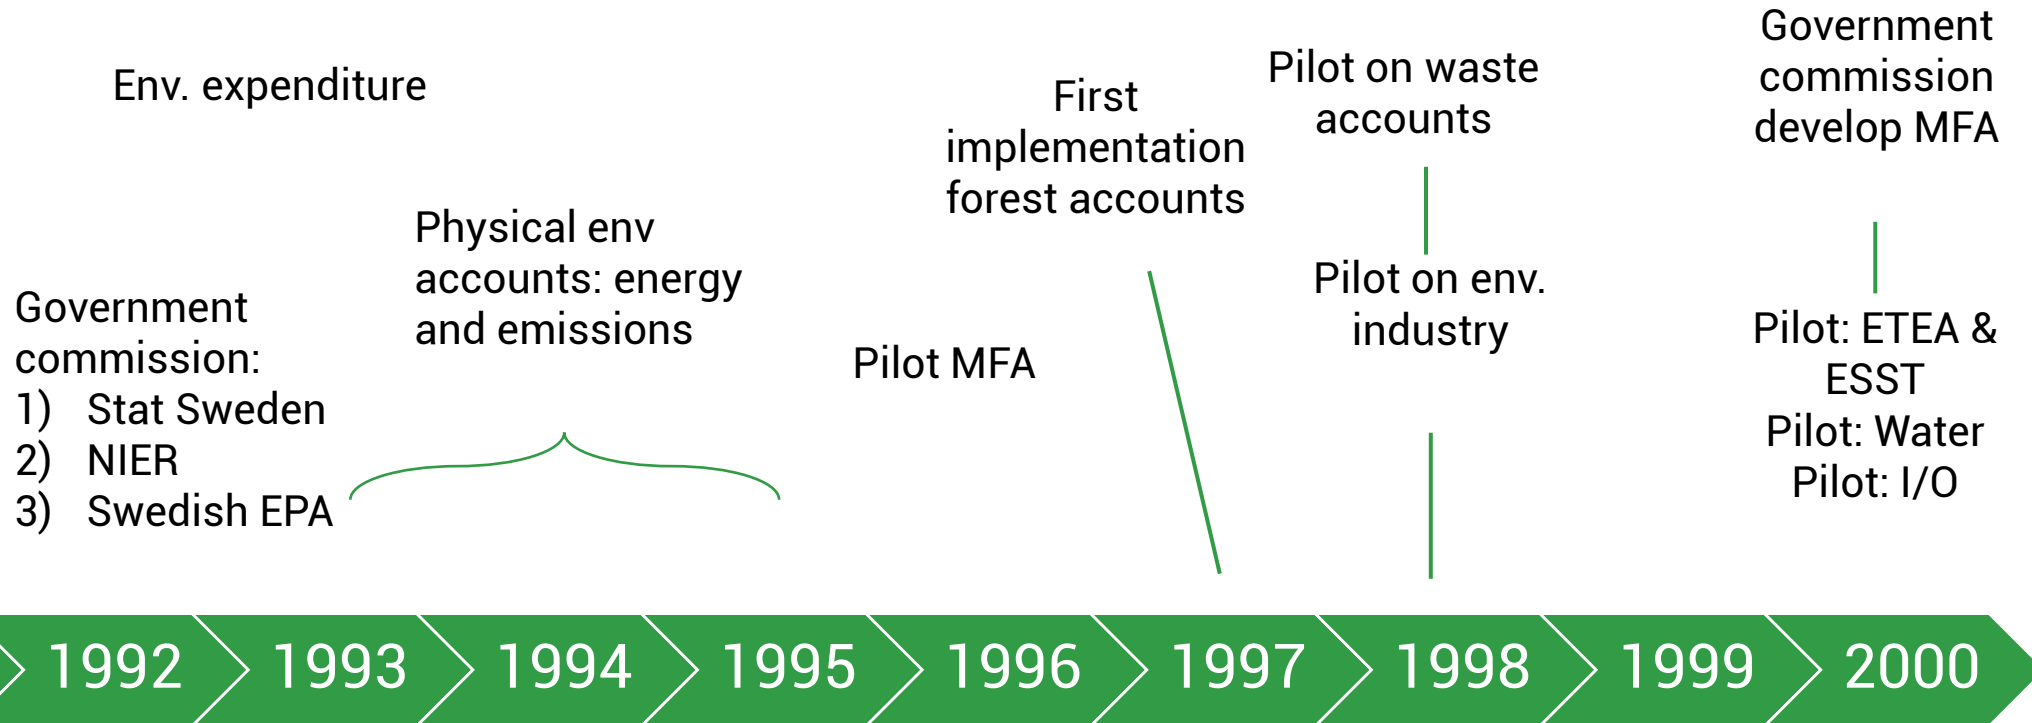 Env. expenditure
Government
commission:
1) Stat Sweden
2) NIER
3) Swedish EPA
Physical env
accounts: energy
and emissions
Pilot MFA
First
implementation
forest accounts
Pilot on waste
accounts
Pilot on env.
industry
Government
commission
develop MFA
Pilot: ETEA &
ESST
Pilot: Water
Pilot: I/O
1992 1993 1994 1995 1996 1997 1998 1999 2000